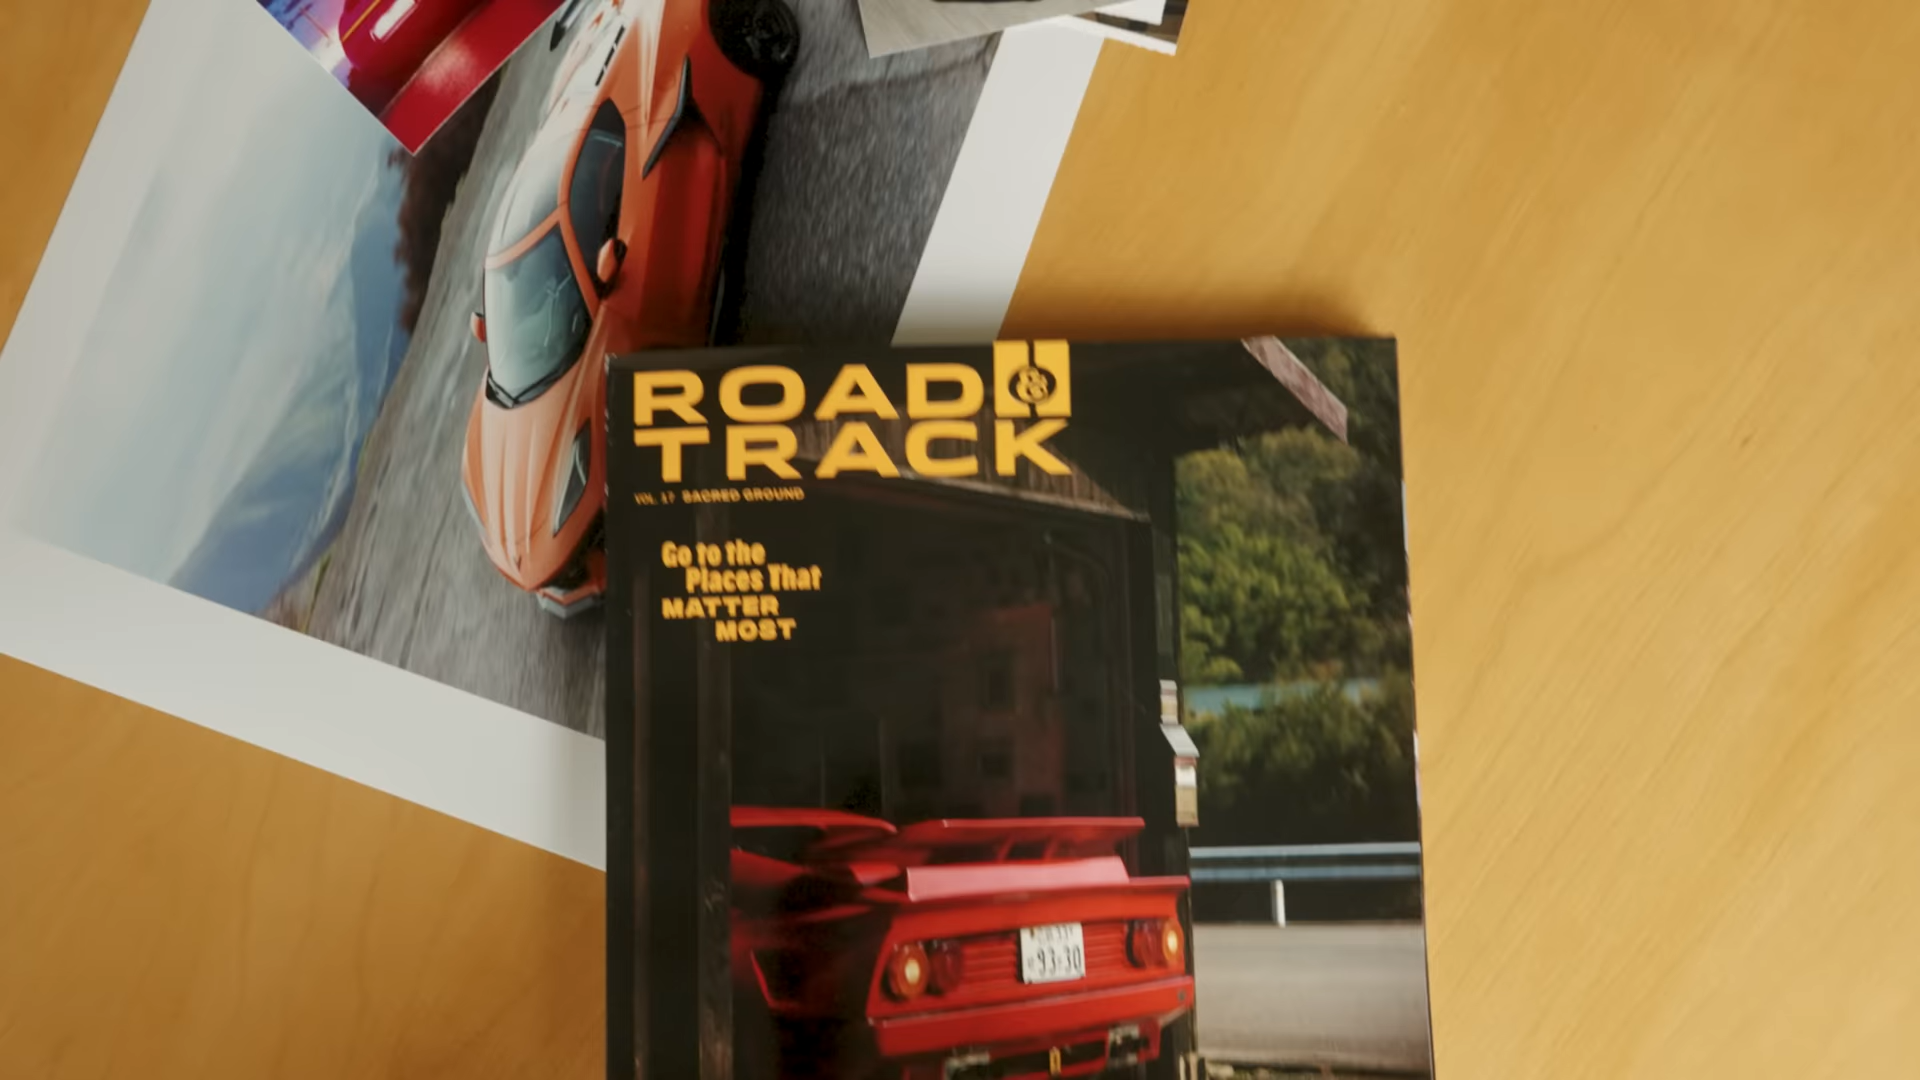 ROAD &
TRACK
VOL. 17 SACRED GROUND
Go to the
Places That
MATTER
MOST
93-30